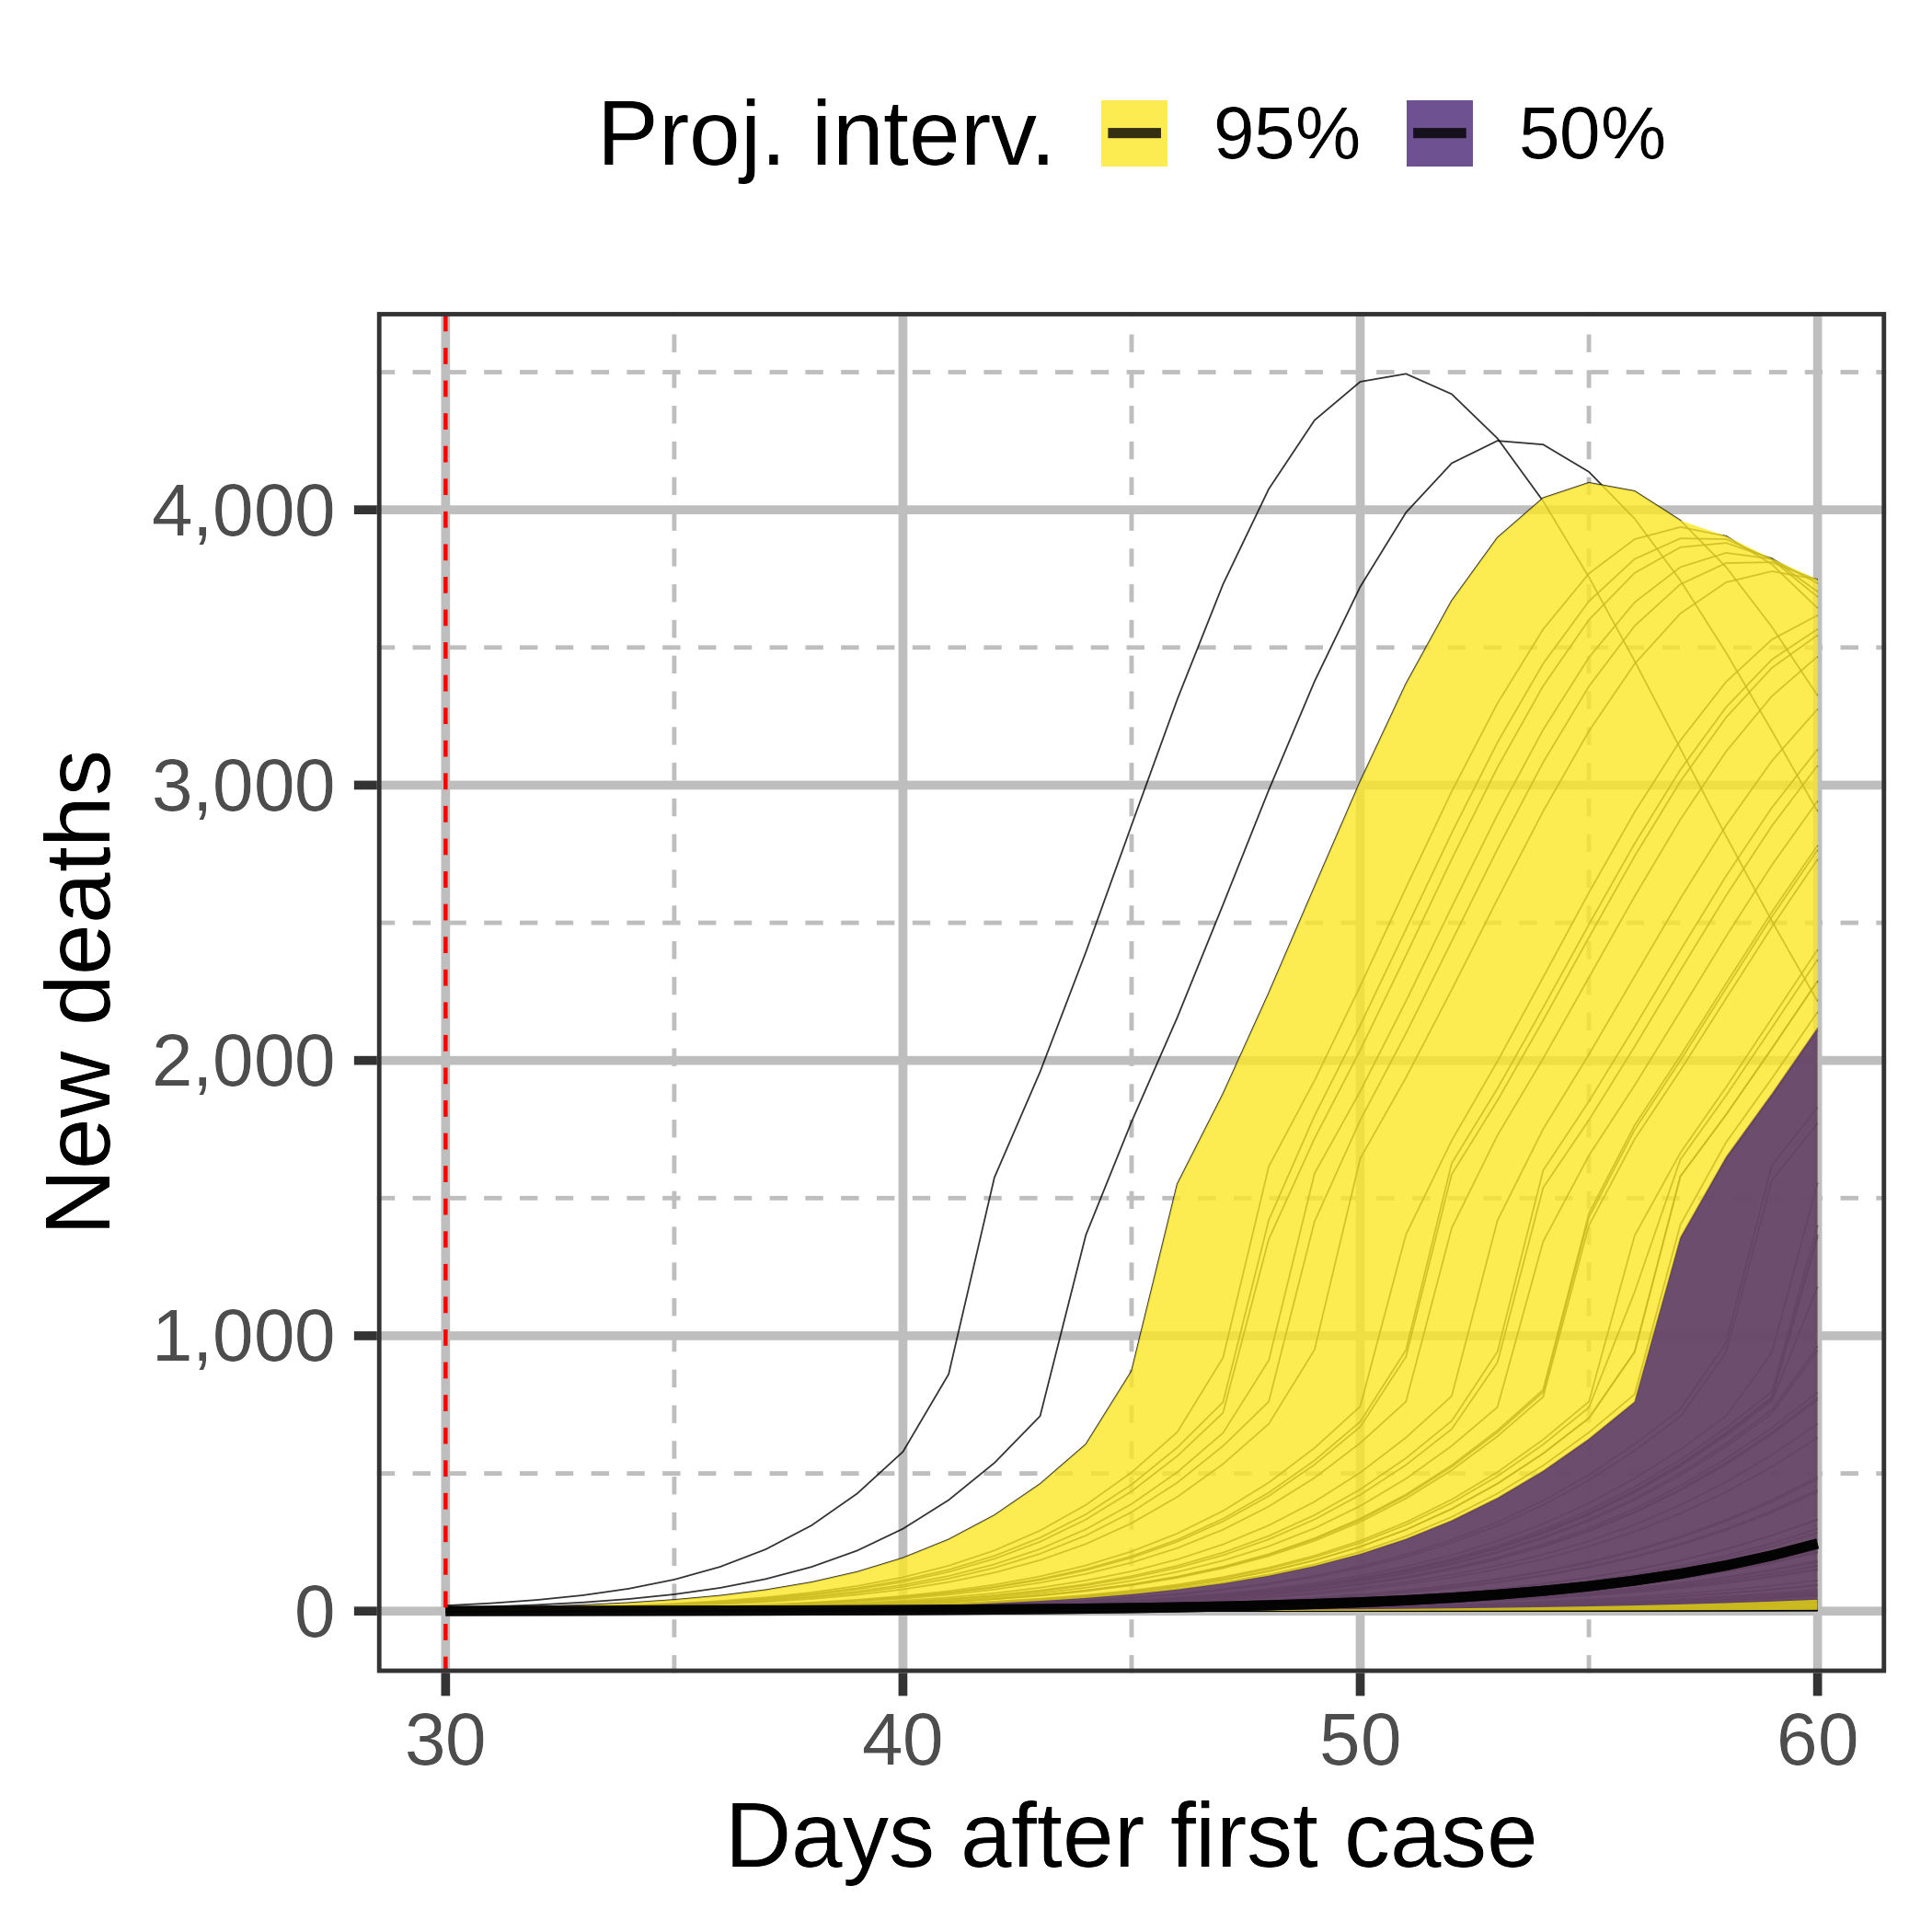 Proj. interv. 95% 50%
4,000
3,000
2,000
1,000
0
New deaths
30 40 50 60
Days after first case